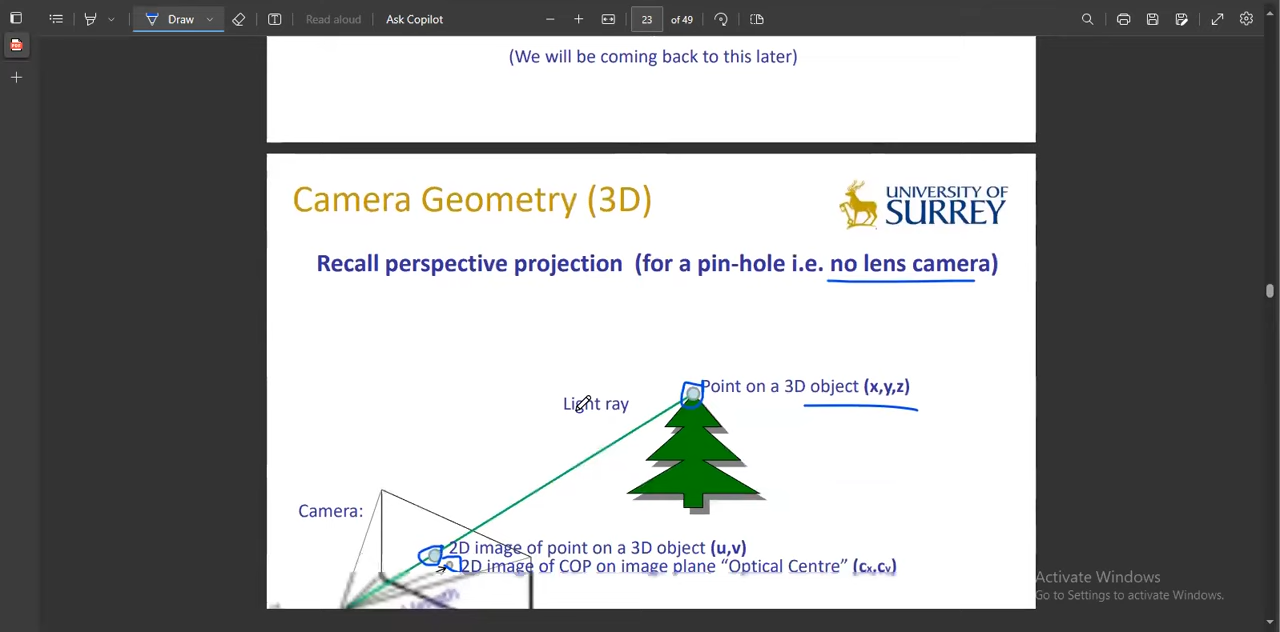 Draw
Read aloud
Ask Copilot
23 of 49
(We will be coming back to this later)
Camera Geometry (3D)
UNIVERSITY OF
SURREY
Recall perspective projection (for a pin-hole i.e. no lens camera)
Point on a 3D object (x,y,z)
Light ray
Camera:
2D image of point on a 3D object (u,v)
2D image of COP on image plane “Optical Centre” (cx,cv)
Activate Windows
Go to Settings to activate Windows.